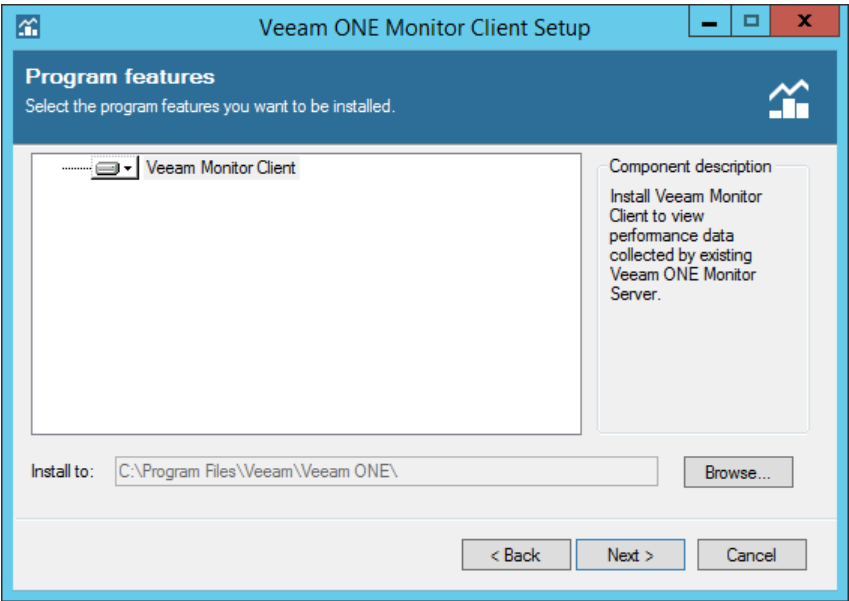 Veeam ONE Monitor Client Setup
Program features
Select the program features you want to be installed.
Veeam Monitor Client
Component description
Install Veeam Monitor
Client to view
performance data
collected by existing
Veeam ONE Monitor
Server.
Install to: C:\Program Files\Veeam\Veeam ONE\ Browse...
< Back Next > Cancel